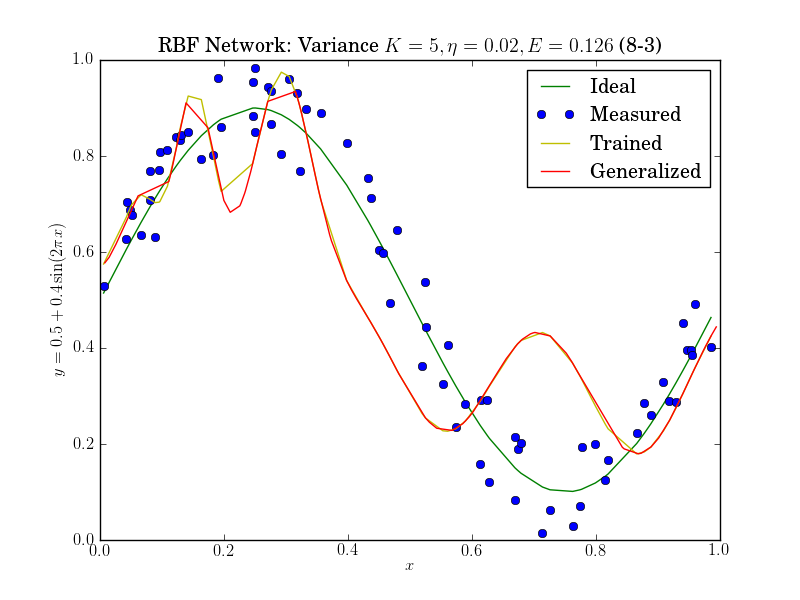 RBF Network: Variance K = 5, η = 0.02, E = 0.126 (8-3)
Ideal
Measured
Trained
Generalized
y = 0.5 + 0.4 sin(2πx)
1.0
0.8
0.6
0.4
0.2
0.0
0.0 0.2 0.4 0.6 0.8 1.0
x